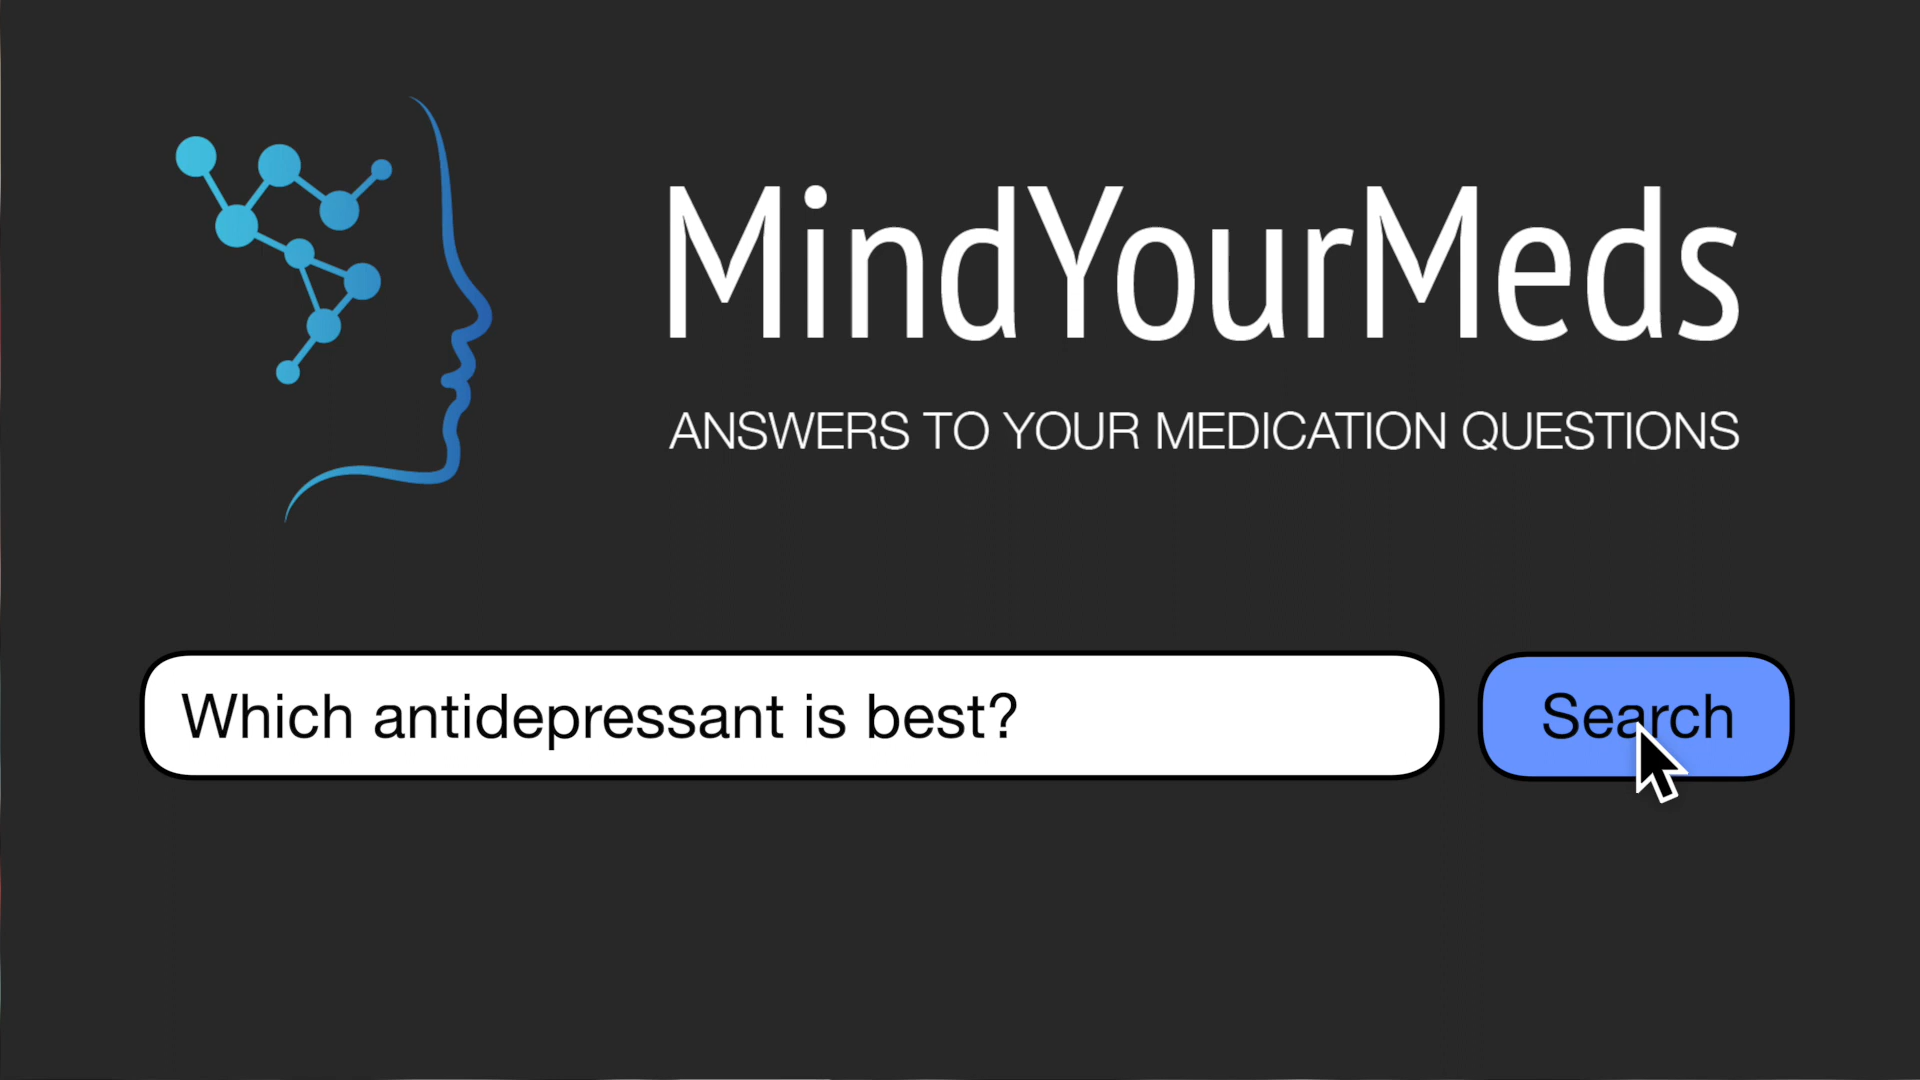 MindYourMeds
ANSWERS TO YOUR MEDICATION QUESTIONS
Which antidepressant is best?
Search